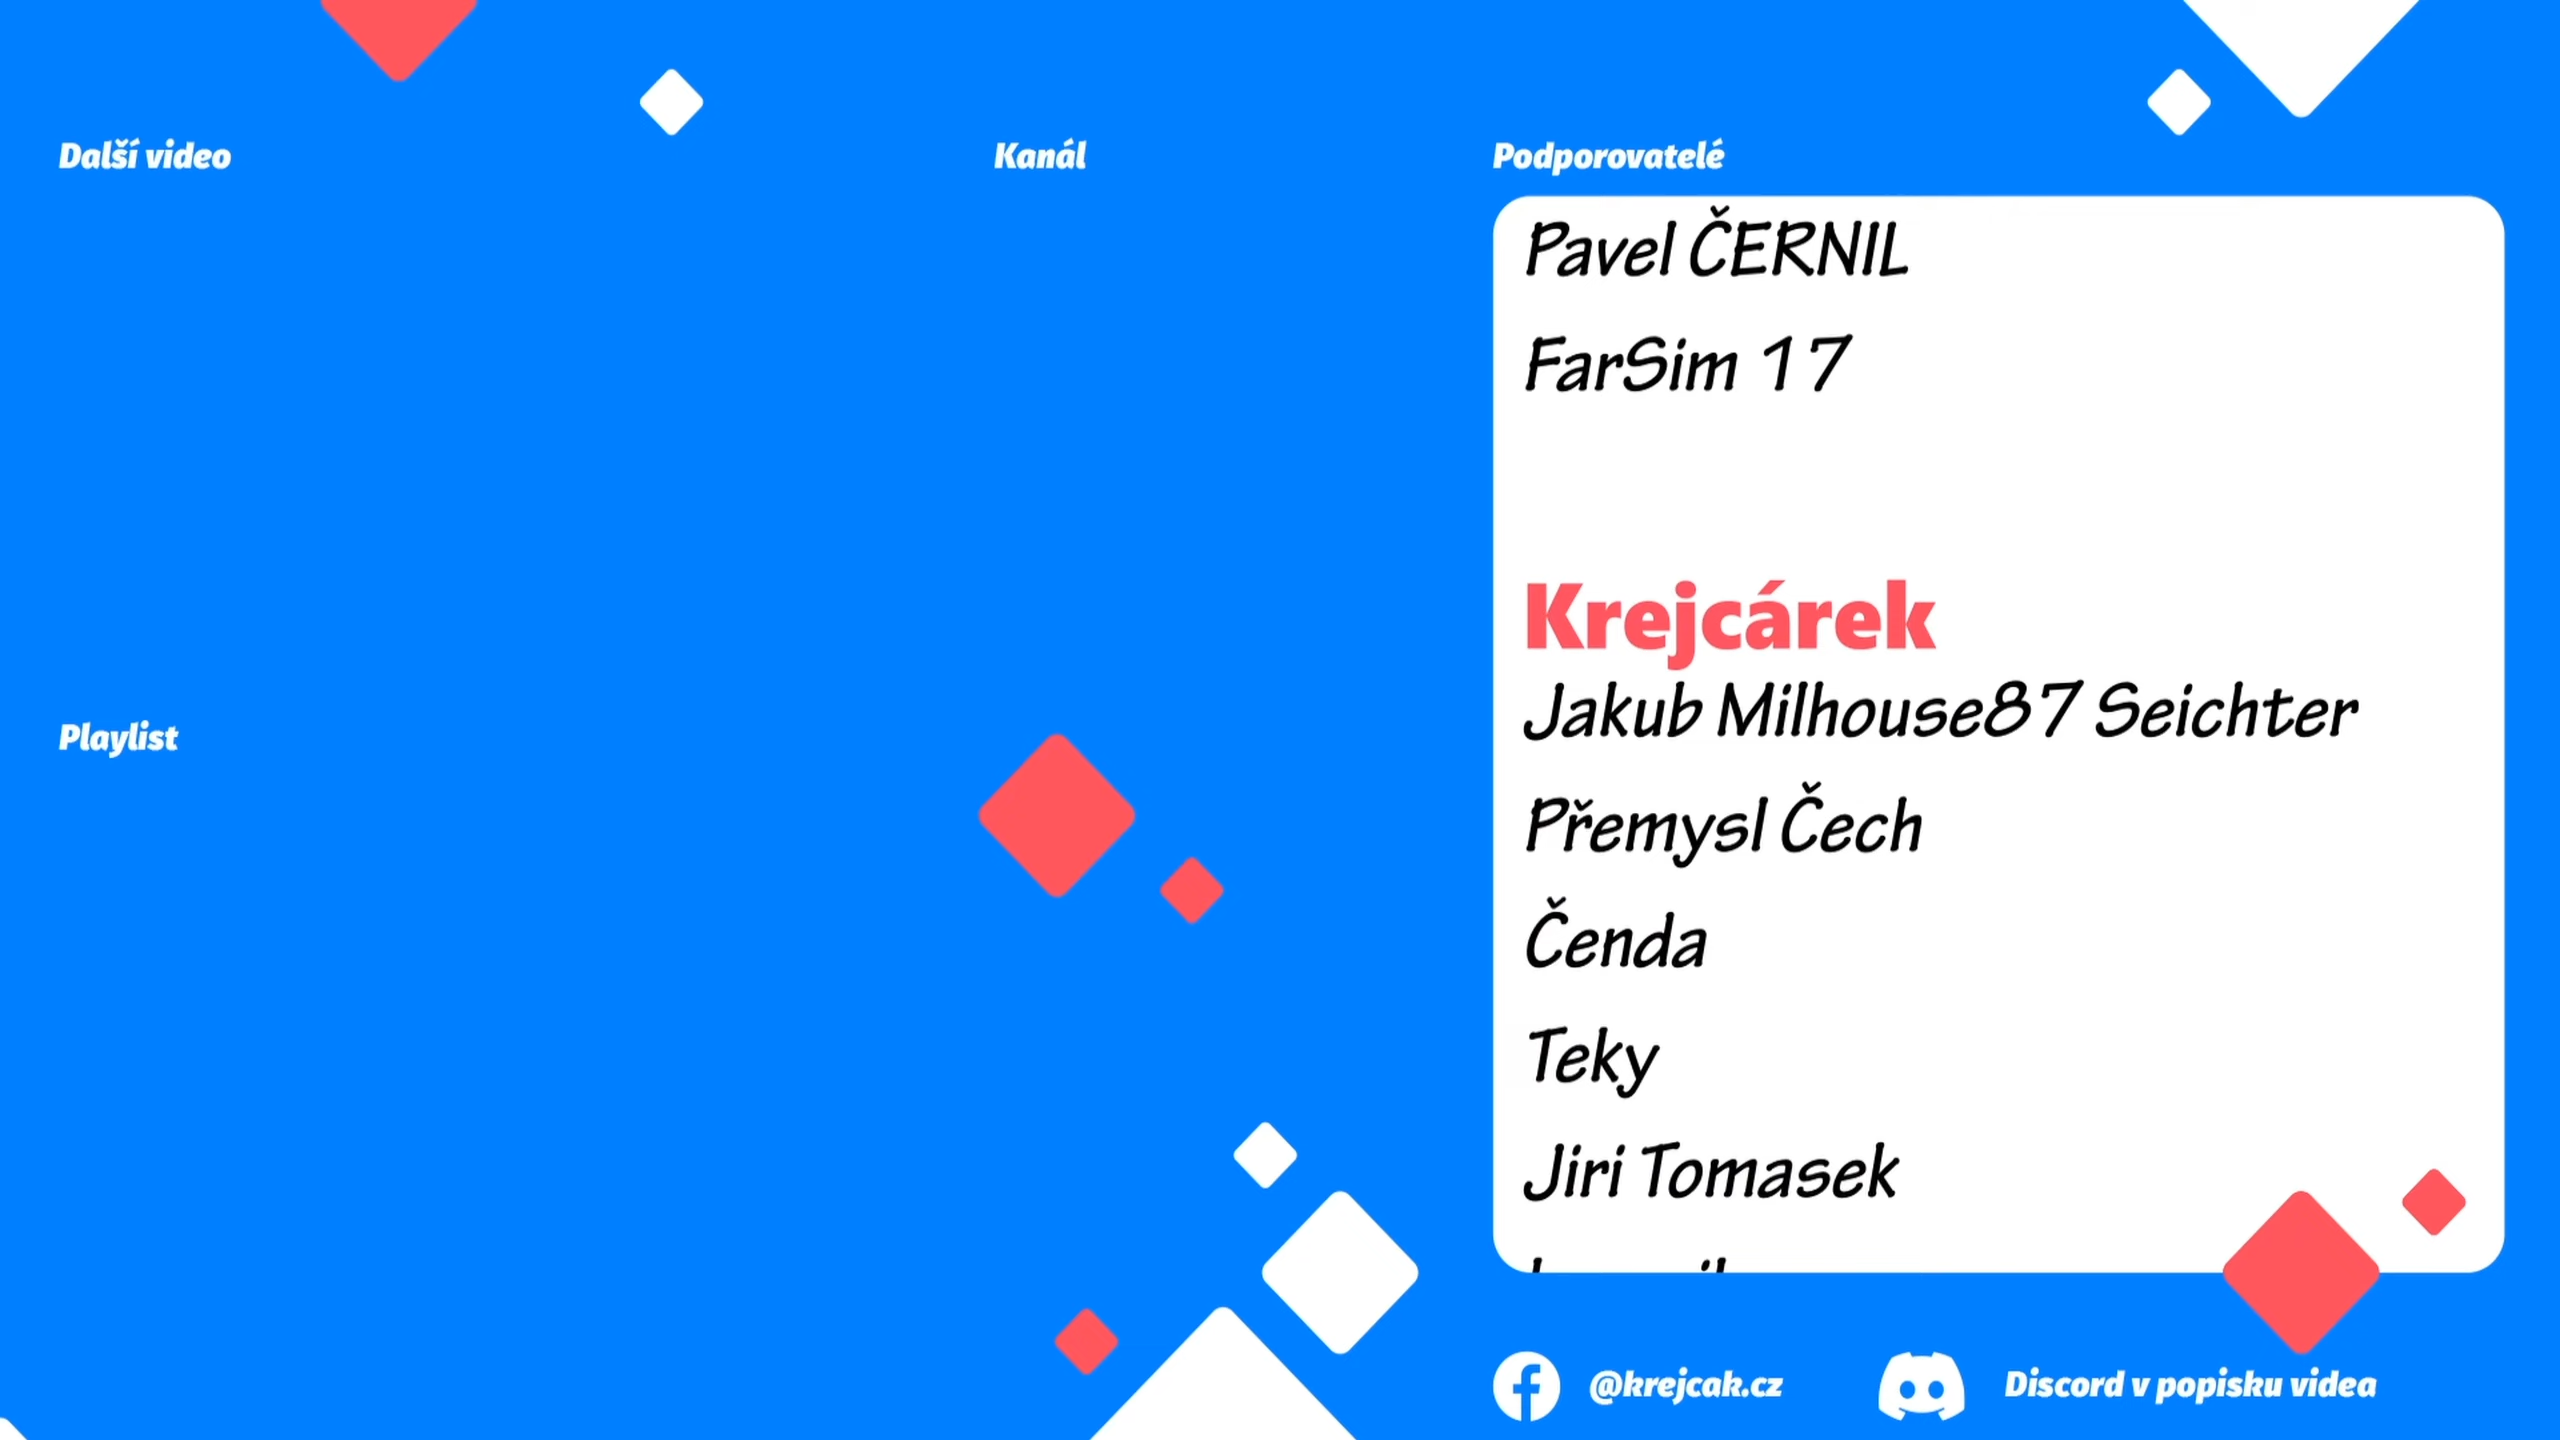 Další video
Kanál
Podporovatelé
Pavel ČERNIL
FarSim 17
Krejcárek
Jakub Milhouse87 Seichter
Přemysl Čech
Čenda
Teky
Jiri Tomasek
Playlist
@krejcak.cz
Discord v popisku videa